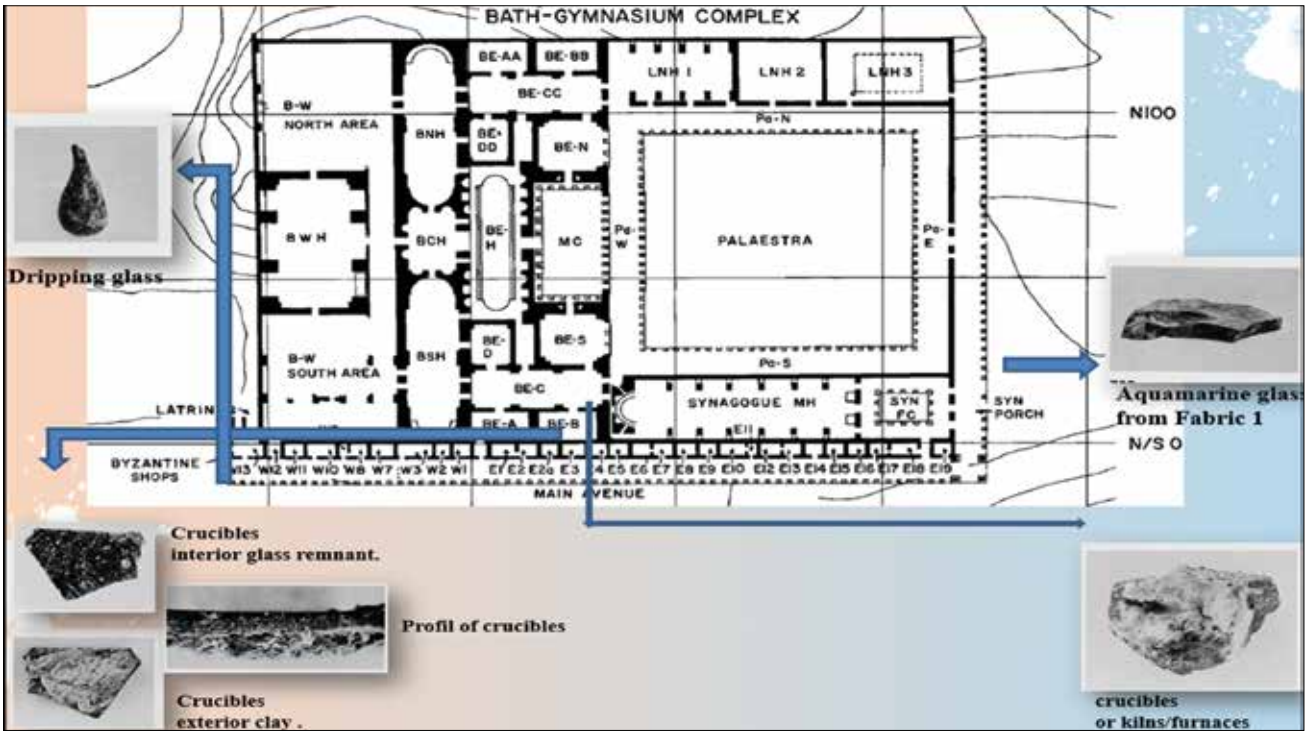 BATH-GYMNASIUM COMPLEX
BE-AA
BE-BB
LNH 1
LNH 2
LNH 3
BE-CC
B-W
NORTH AREA
Pa-N
N100
BNH
BE-
DD
BE-N
BWH
BCH
BE-
H
MC
Pa-
W
PALAESTRA
Pa-
E
Dripping glass
BE-
D
BE-S
Pa-S
B-W
SOUTH AREA
BSH
BE-C
SYNAGOGUE MH
SYN
FC
SYN
PORCH
Aquamarine glass
from Fabric 1
LATRINE
BE-A
BE-B
E11
N/S O
BYZANTINE
SHOPS
W13 W12 W11 W10 W8 W7 W3 W2 W1 E1 E2 E2a E3 E4 E5 E6 E7 E8 E9 E10 E12 E13 E14 E15 E16 E17 E18 E19
MAIN AVENUE
Crucibles
interior glass remnant.
Profil of crucibles
Crucibles
exterior clay .
crucibles
or kilns/furnaces